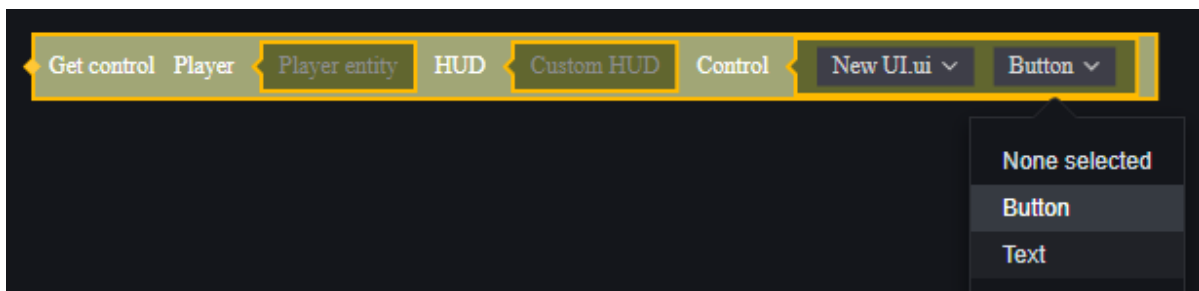 Get control Player Player entity HUD Custom HUD Control New UI.ui Button
None selected
Button
Text